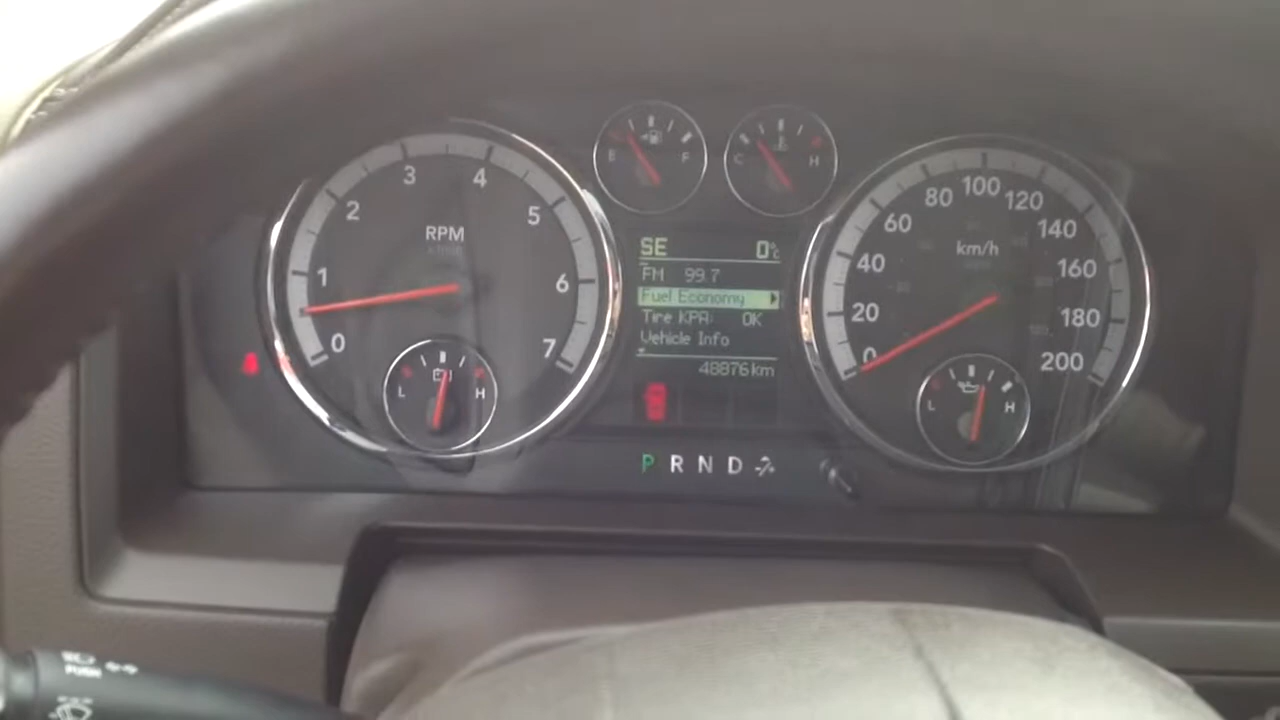 RPM
0
1
2
3
4
5
6
7
L H
F
C H
SE 0°C
FM 99.7
Fuel Economy
Tire KPA: OK
Vehicle Info
48876 km
P R N D
km/h
0
20
40
60
80
100
120
140
160
180
200
L H
PUSH